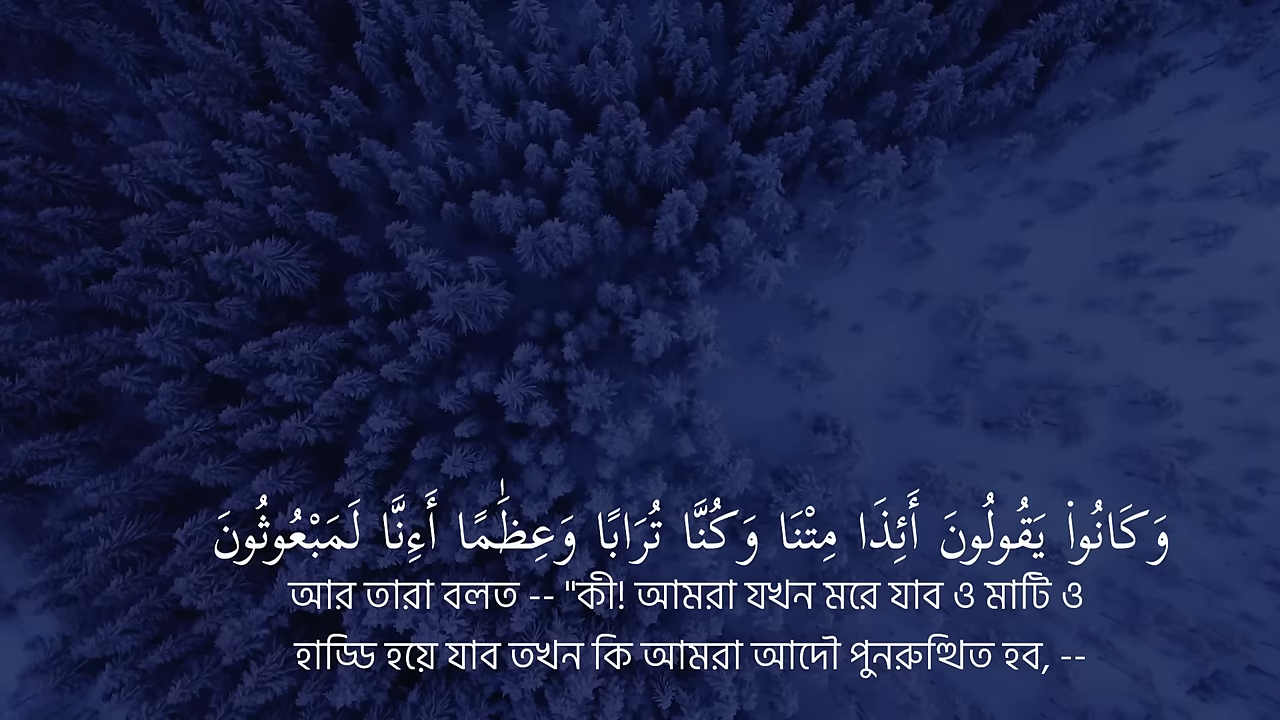 وَكَانُوا۟ يَقُولُونَ أَئِذَا مِتْنَا وَكُنَّا تُرَابًا وَعِظَٰمًا أَءِنَّا لَمَبْعُوثُونَ
আর তারা বলত -- "কী! আমরা যখন মরে যাব ও মাটি ও
হাড্ডি হয়ে যাব তখন কি আমরা আদৌ পুনরুত্থিত হব, --